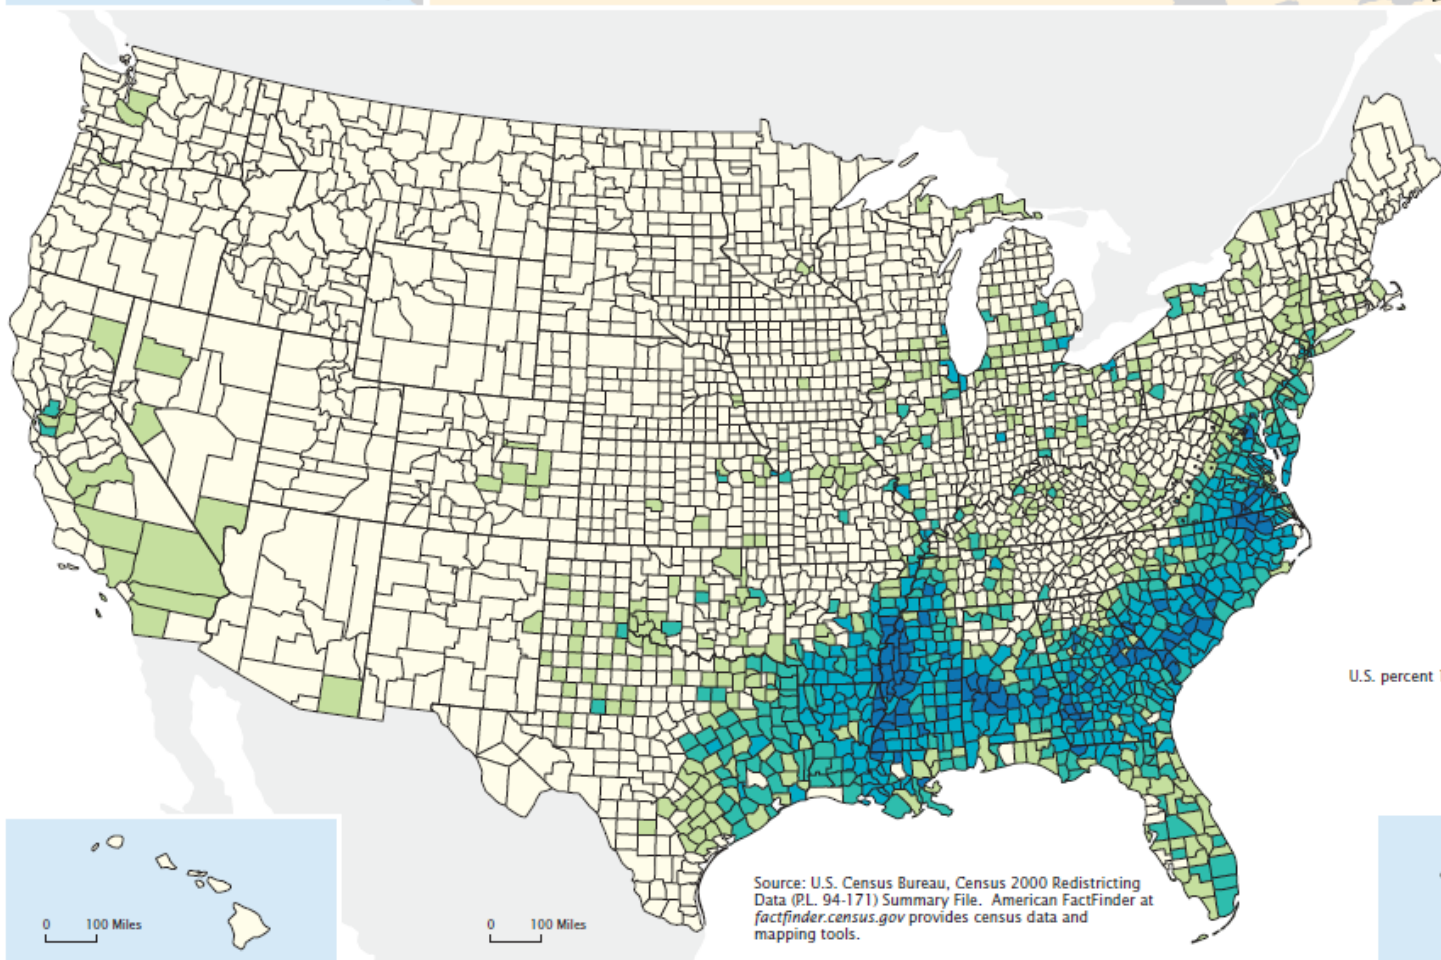 U.S. percent
0 100 Miles
0 100 Miles
Source: U.S. Census Bureau, Census 2000 Redistricting
Data (P.L. 94-171) Summary File. American FactFinder at
factfinder.census.gov provides census data and
mapping tools.